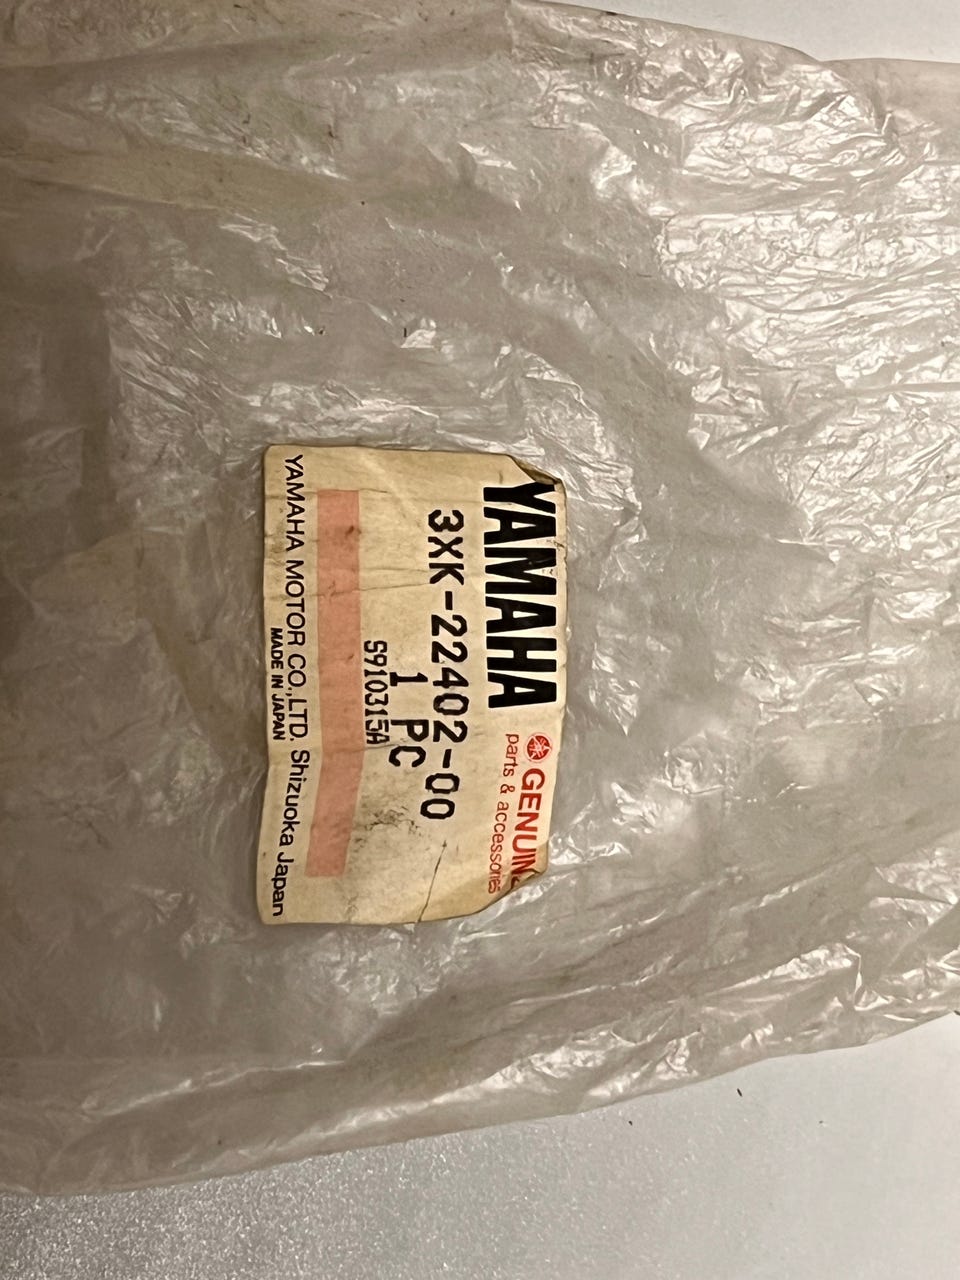 YAMAHA
GENUINE
parts & accessories
3XK-22402-00
1 PC
S910315A
MADE IN JAPAN
YAMAHA MOTOR CO.,LTD. Shizuoka Japan